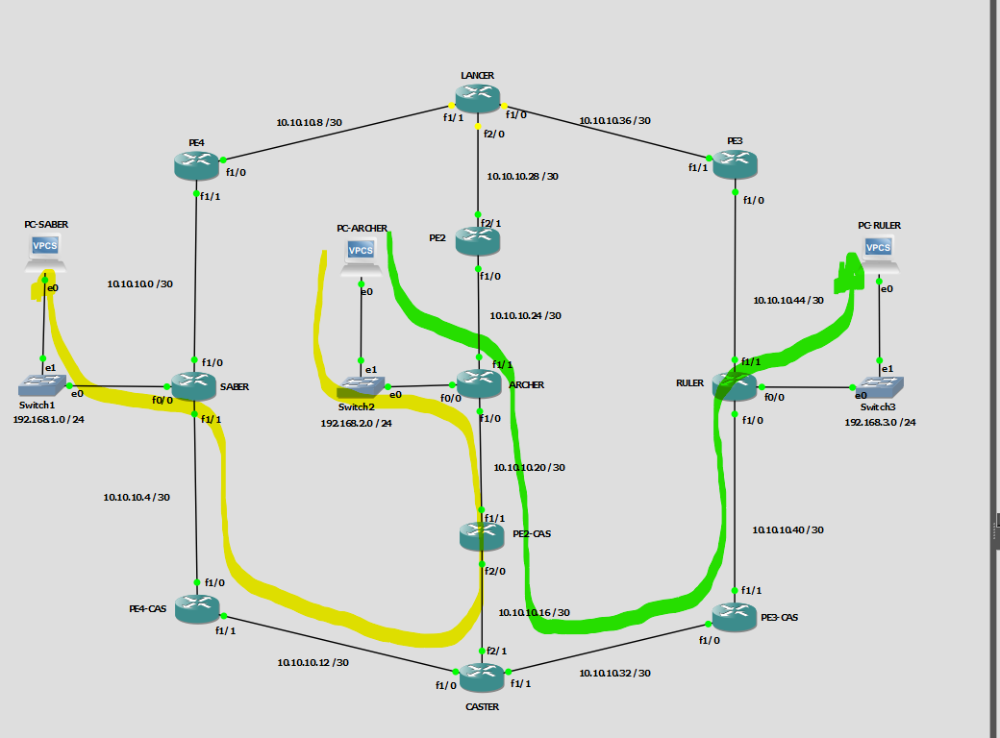 LANCER
f1/1
f1/0
f2/0
10.10.10.8 /30
10.10.10.36 /30
PE4
f1/0
f1/1
PE3
f1/1
f1/0
10.10.10.28 /30
PC-SABER
VPCS
e0
PC-ARCHER
VPCS
e0
f2/1
PE2
f1/0
PC-RULER
VPCS
e0
10.10.10.0 /30
10.10.10.24 /30
10.10.10.44 /30
e1
e0
Switch1
192.168.1.0 / 24
f1/0
f0/0
SABER
f1/1
e1
e0
Switch2
192.168.2.0 / 24
f1/1
f0/0
ARCHER
f1/0
f1/1
RULER
f0/0
f1/0
e1
e0
Switch3
192.168.3.0 / 24
10.10.10.4 /30
10.10.10.20 /30
10.10.10.40 /30
f1/1
PE2-CAS
f2/0
f1/0
PE4-CAS
f1/1
10.10.10.16 /30
f1/1
PE3-CAS
f1/0
10.10.10.12 /30
10.10.10.32 /30
f2/1
f1/0
f1/1
CASTER